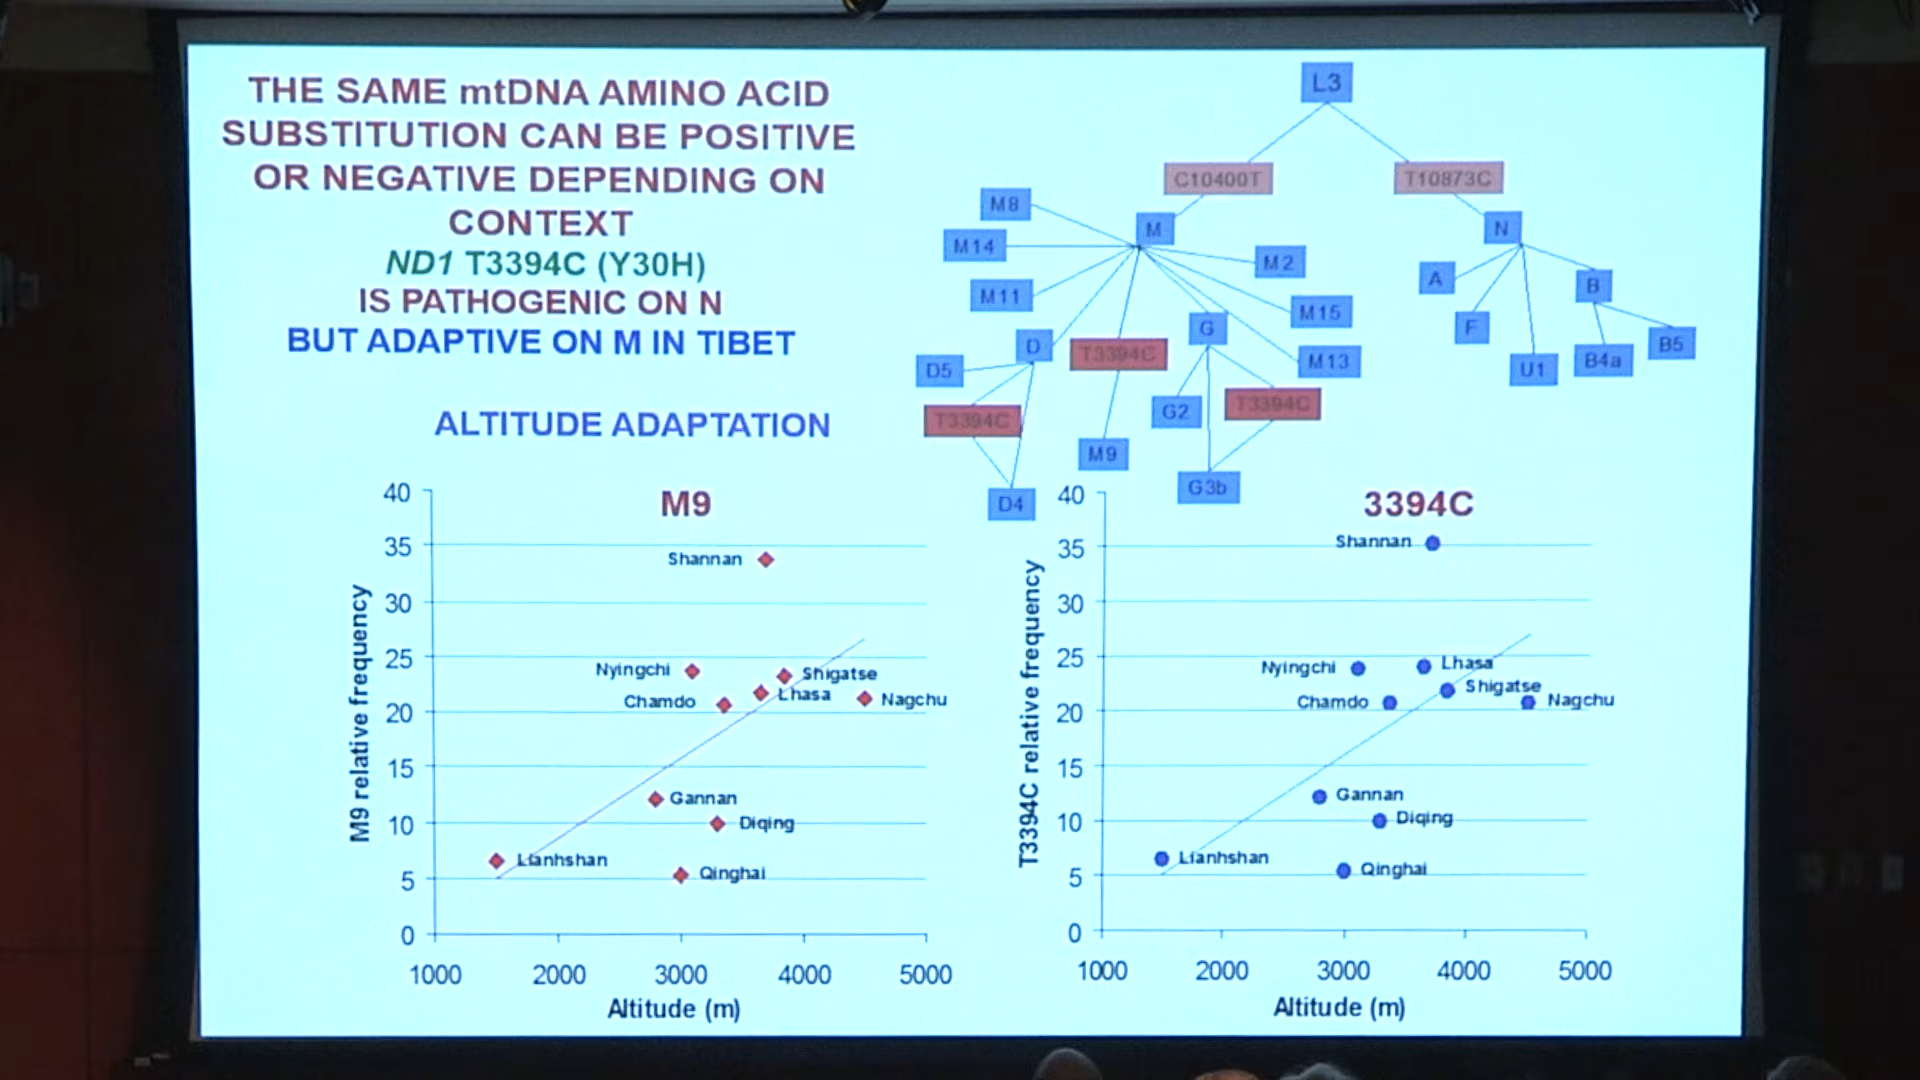 THE SAME mtDNA AMINO ACID
SUBSTITUTION CAN BE POSITIVE
OR NEGATIVE DEPENDING ON
CONTEXT
ND1 T3394C (Y30H)
IS PATHOGENIC ON N
BUT ADAPTIVE ON M IN TIBET
ALTITUDE ADAPTATION
L3
C10400T
T10873C
M8
M
N
M14
M2
A
B
M11
M15
G
F
D
T3394C
M13
B5
D5
U1
B4a
T3394C
G2
T3394C
M9
G3b
D4
M9
40
35
30
25
20
15
10
5
0
M9 relative frequency
Shannan
Nyingchi
Shigatse
Lhasa
Chamdo
Nagchu
Gannan
Diqing
Lianhshan
Qinghai
1000 2000 3000 4000 5000
Altitude (m)
3394C
40
35
30
25
20
15
10
5
0
T3394C relative frequency
Shannan
Nyingchi
Lhasa
Shigatse
Chamdo
Nagchu
Gannan
Diqing
Lianhshan
Qinghai
1000 2000 3000 4000 5000
Altitude (m)